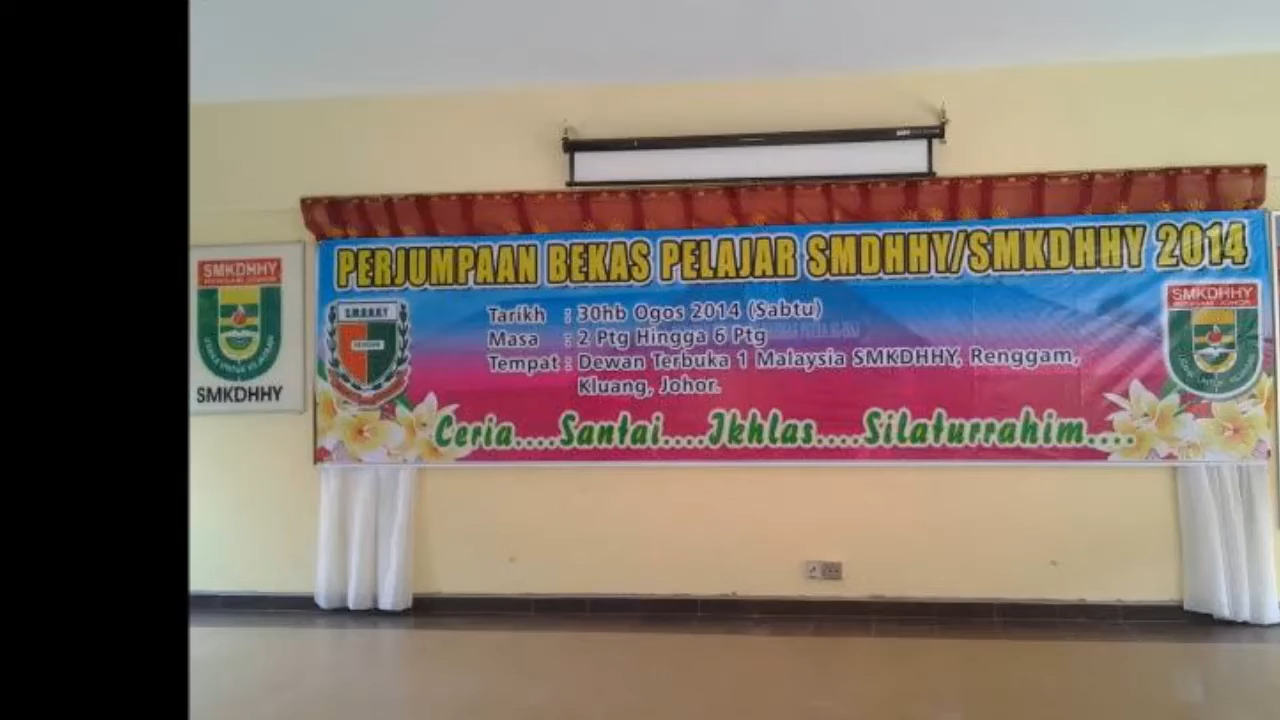 PERJUMPAAN BEKAS PELAJAR SMDHHY/SMKDHHY 2014
Tarikh : 30hb Ogos 2014 (Sabtu)
Masa : 2 Ptg Hingga 6 Ptg
Tempat : Dewan Terbuka 1 Malaysia SMKDHHY, Renggam,
Kluang, Johor.
Ceria....Santai....Ikhlas....Silaturrahim....
SMDHHY
SMKDHHY
SMKDHHY
SMKDHHY